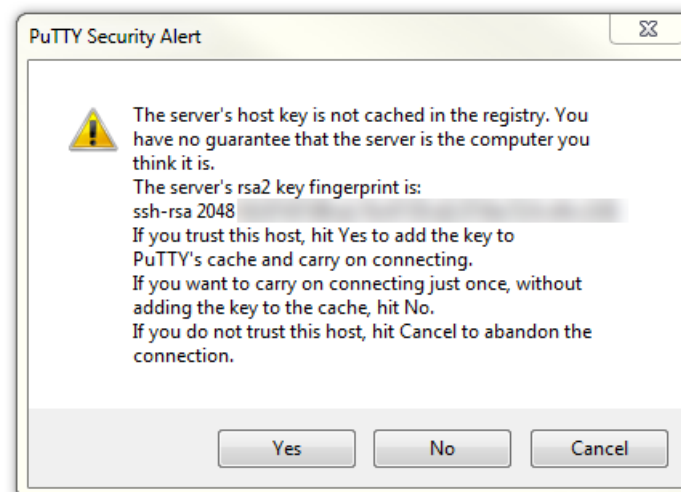 PuTTY Security Alert
The server's host key is not cached in the registry. You
have no guarantee that the server is the computer you
think it is.
The server's rsa2 key fingerprint is:
ssh-rsa 2048
If you trust this host, hit Yes to add the key to
PuTTY's cache and carry on connecting.
If you want to carry on connecting just once, without
adding the key to the cache, hit No.
If you do not trust this host, hit Cancel to abandon the
connection.
Yes No Cancel